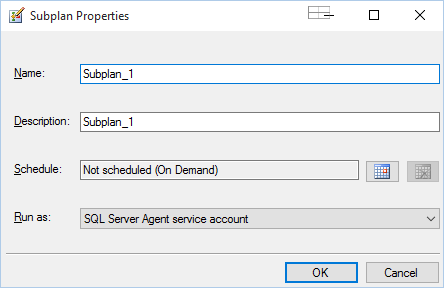 Subplan Properties
Name: Subplan_1
Description: Subplan_1
Schedule: Not scheduled (On Demand)
Run as: SQL Server Agent service account
OK Cancel